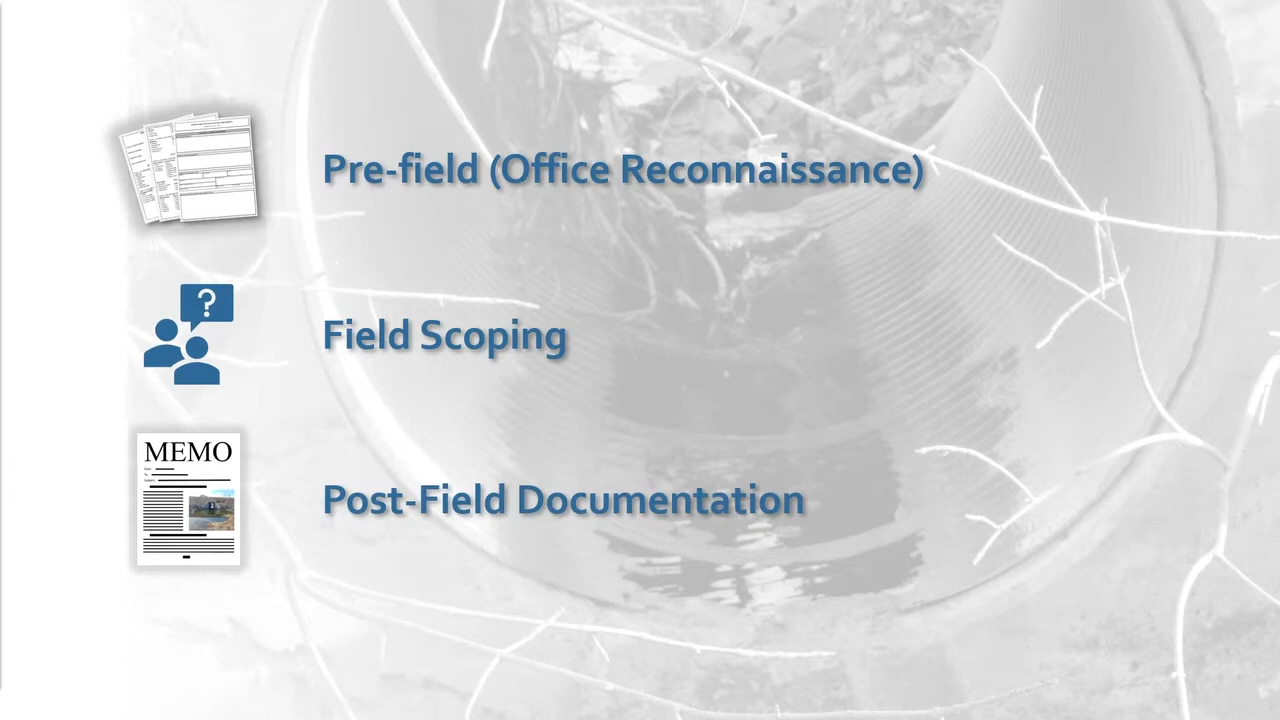 Pre-field (Office Reconnaissance)
?
Field Scoping
MEMO
Post-Field Documentation